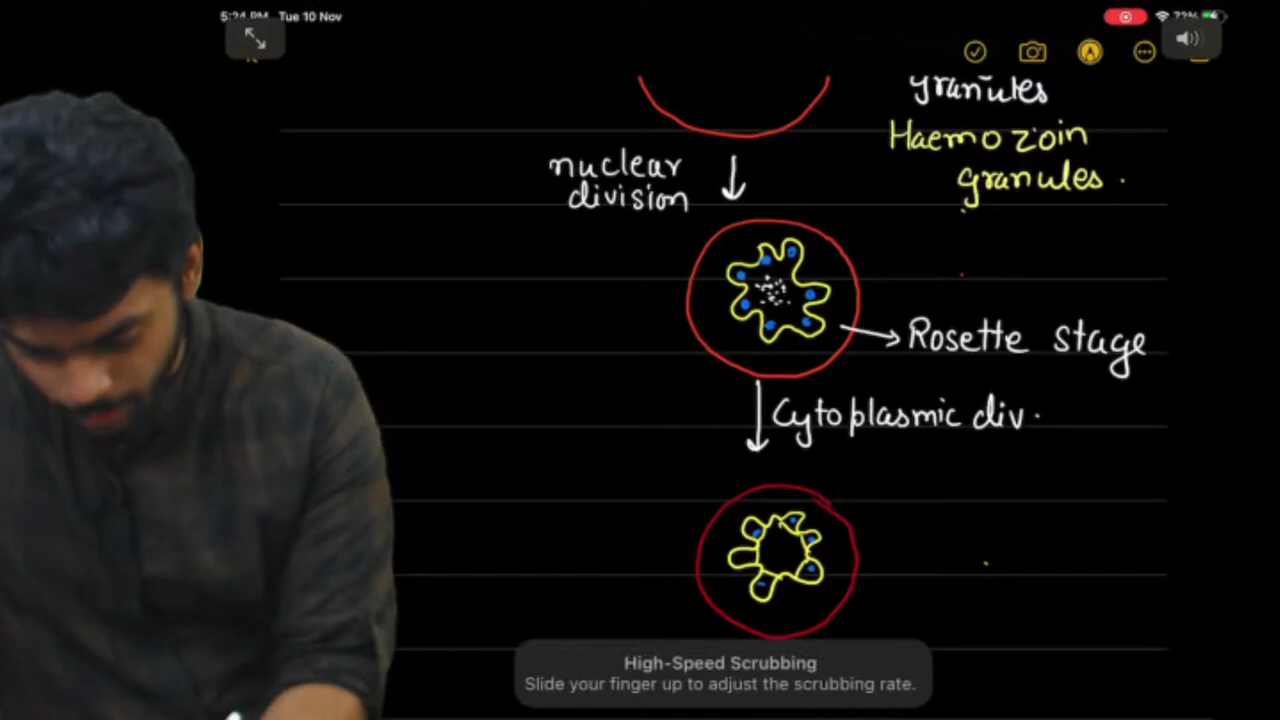 5:24 PM Tue 10 Nov
72%
granules
Haemozoin
granules.
nuclear
division
Rosette stage
Cytoplasmic div.
High-Speed Scrubbing
Slide your finger up to adjust the scrubbing rate.